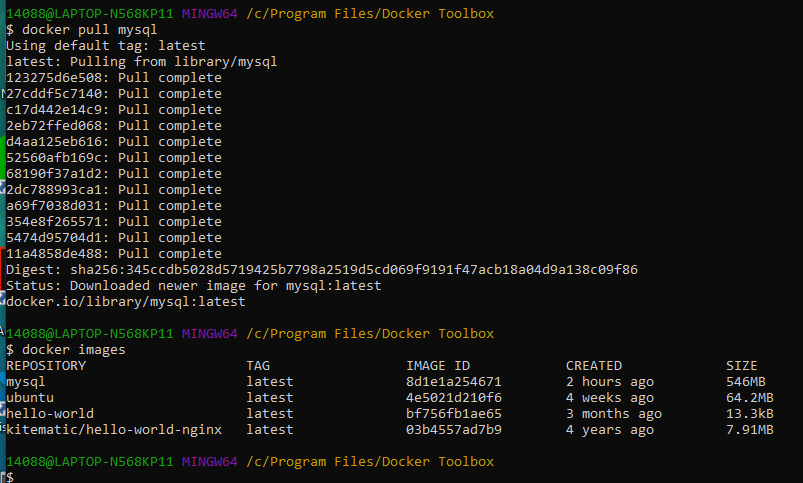 14088@LAPTOP-N568KP11 MINGW64 /c/Program Files/Docker Toolbox
$ docker pull mysql
Using default tag: latest
latest: Pulling from library/mysql
123275d6e508: Pull complete
27cddf5c7140: Pull complete
c17d442e14c9: Pull complete
2eb72ffed068: Pull complete
d4aa125eb616: Pull complete
52560afb169c: Pull complete
68190f37a1d2: Pull complete
2dc788993ca1: Pull complete
a69f7038d031: Pull complete
354e8f265571: Pull complete
5474d95704d1: Pull complete
11a4858de488: Pull complete
Digest: sha256:345ccdb5028d5719425b7798a2519d5cd069f9191f47acb18a04d9a138c09f86
Status: Downloaded newer image for mysql:latest
docker.io/library/mysql:latest
14088@LAPTOP-N568KP11 MINGW64 /c/Program Files/Docker Toolbox
$ docker images
REPOSITORY TAG IMAGE ID CREATED SIZE
mysql latest 8d1e1a254671 2 hours ago 546MB
ubuntu latest 4e5021d210f6 4 weeks ago 64.2MB
hello-world latest bf756fb1ae65 3 months ago 13.3kB
kitematic/hello-world-nginx latest 03b4557ad7b9 4 years ago 7.91MB
14088@LAPTOP-N568KP11 MINGW64 /c/Program Files/Docker Toolbox
$